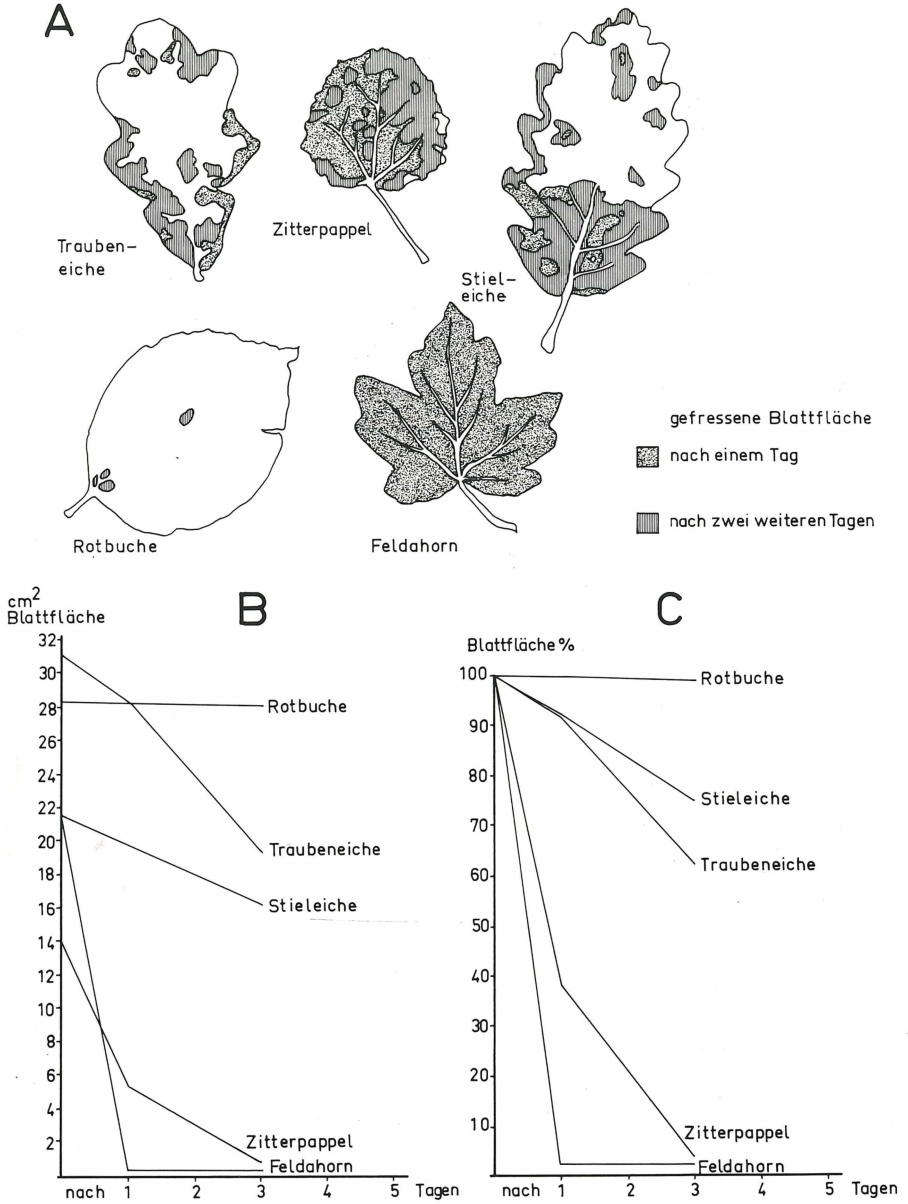 A
Trauben-
eiche
Zitterpappel
Stiel-
eiche
Rotbuche
Feldahorn
gefressene Blattfläche
nach einem Tag
nach zwei weiteren Tagen
B
cm²
Blattfläche
32
30
28
26
24
22
20
18
16
14
12
10
8
6
4
2
Rotbuche
Traubeneiche
Stieleiche
Zitterpappel
Feldahorn
nach 1 2 3 4 5 Tagen
C
Blattfläche %
100
90
80
70
60
50
40
30
20
10
Rotbuche
Stieleiche
Traubeneiche
Zitterpappel
Feldahorn
nach 1 2 3 4 5 Tagen